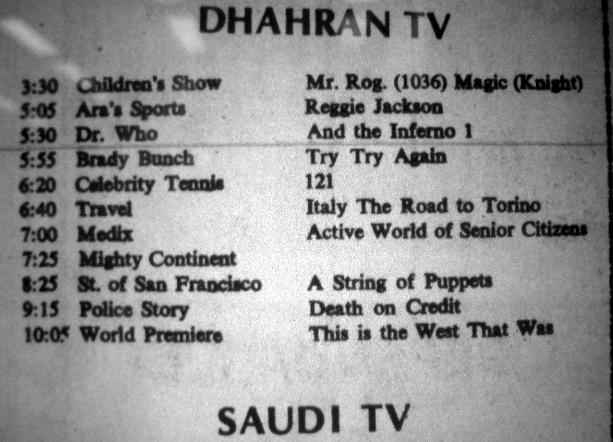 DHAHRAN TV
3:30 Children's Show Mr. Rog. (1036) Magic (Knight)
5:05 Ara's Sports Reggie Jackson
5:30 Dr. Who And the Inferno 1
5:55 Brady Bunch Try Try Again
6:20 Celebrity Tennis 121
6:40 Travel Italy The Road to Torino
7:00 Medix Active World of Senior Citizens
7:25 Mighty Continent
8:25 St. of San Francisco A String of Puppets
9:15 Police Story Death on Credit
10:05 World Premiere This is the West That Was
SAUDI TV